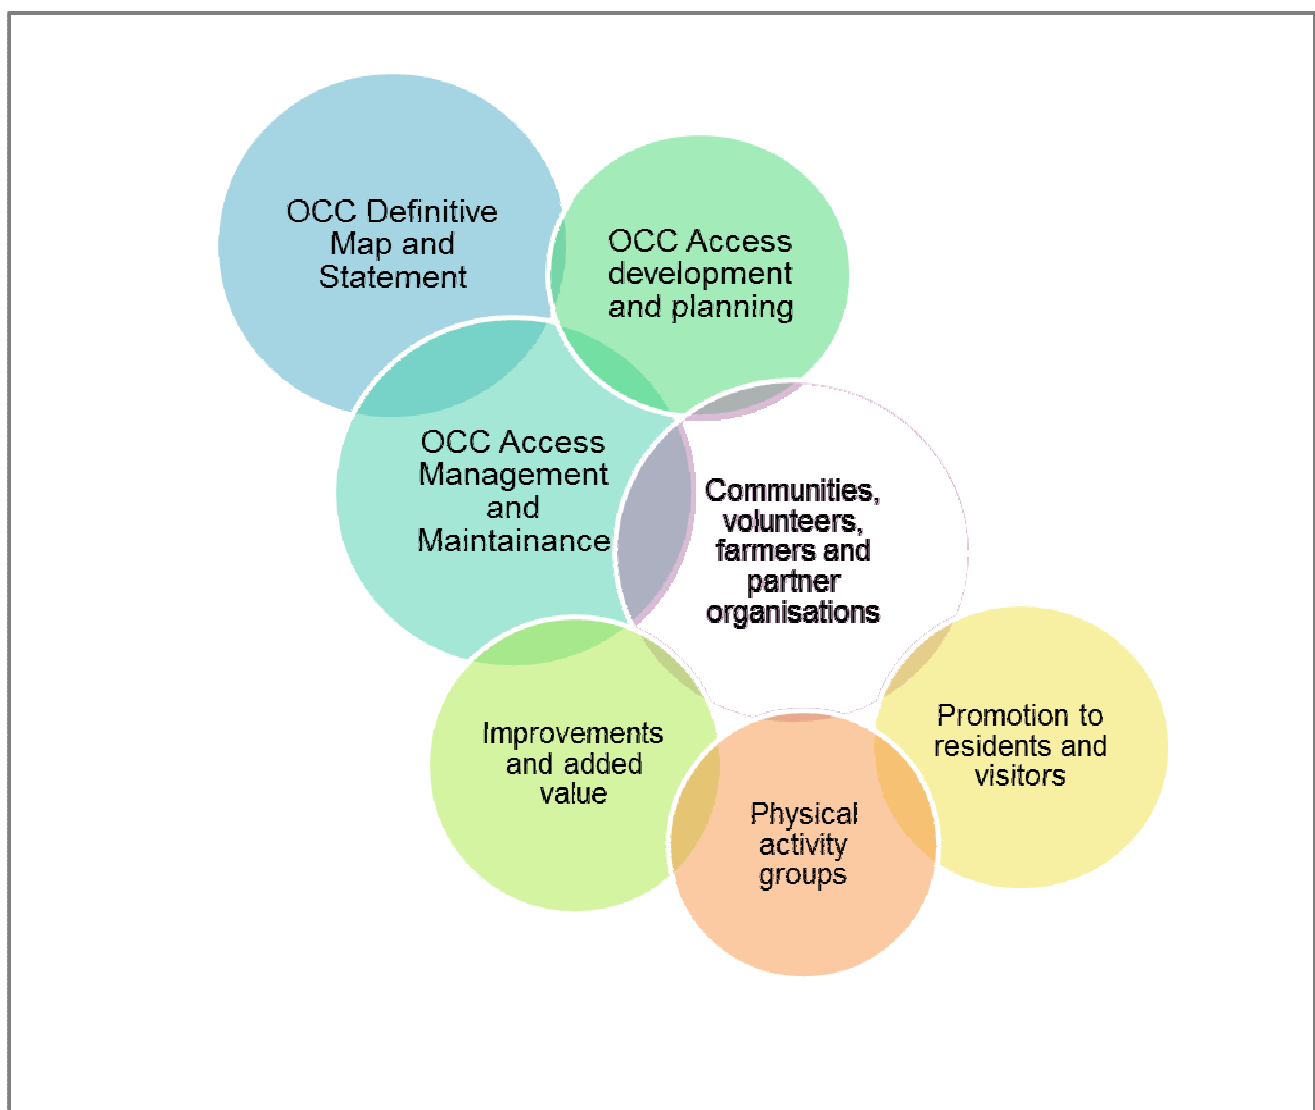 OCC Definitive
Map and
Statement
OCC Access
development
and planning
OCC Access
Management
and
Maintainance
Communities,
volunteers,
farmers and
partner
organisations
Improvements
and added
value
Promotion to
residents and
visitors
Physical
activity
groups